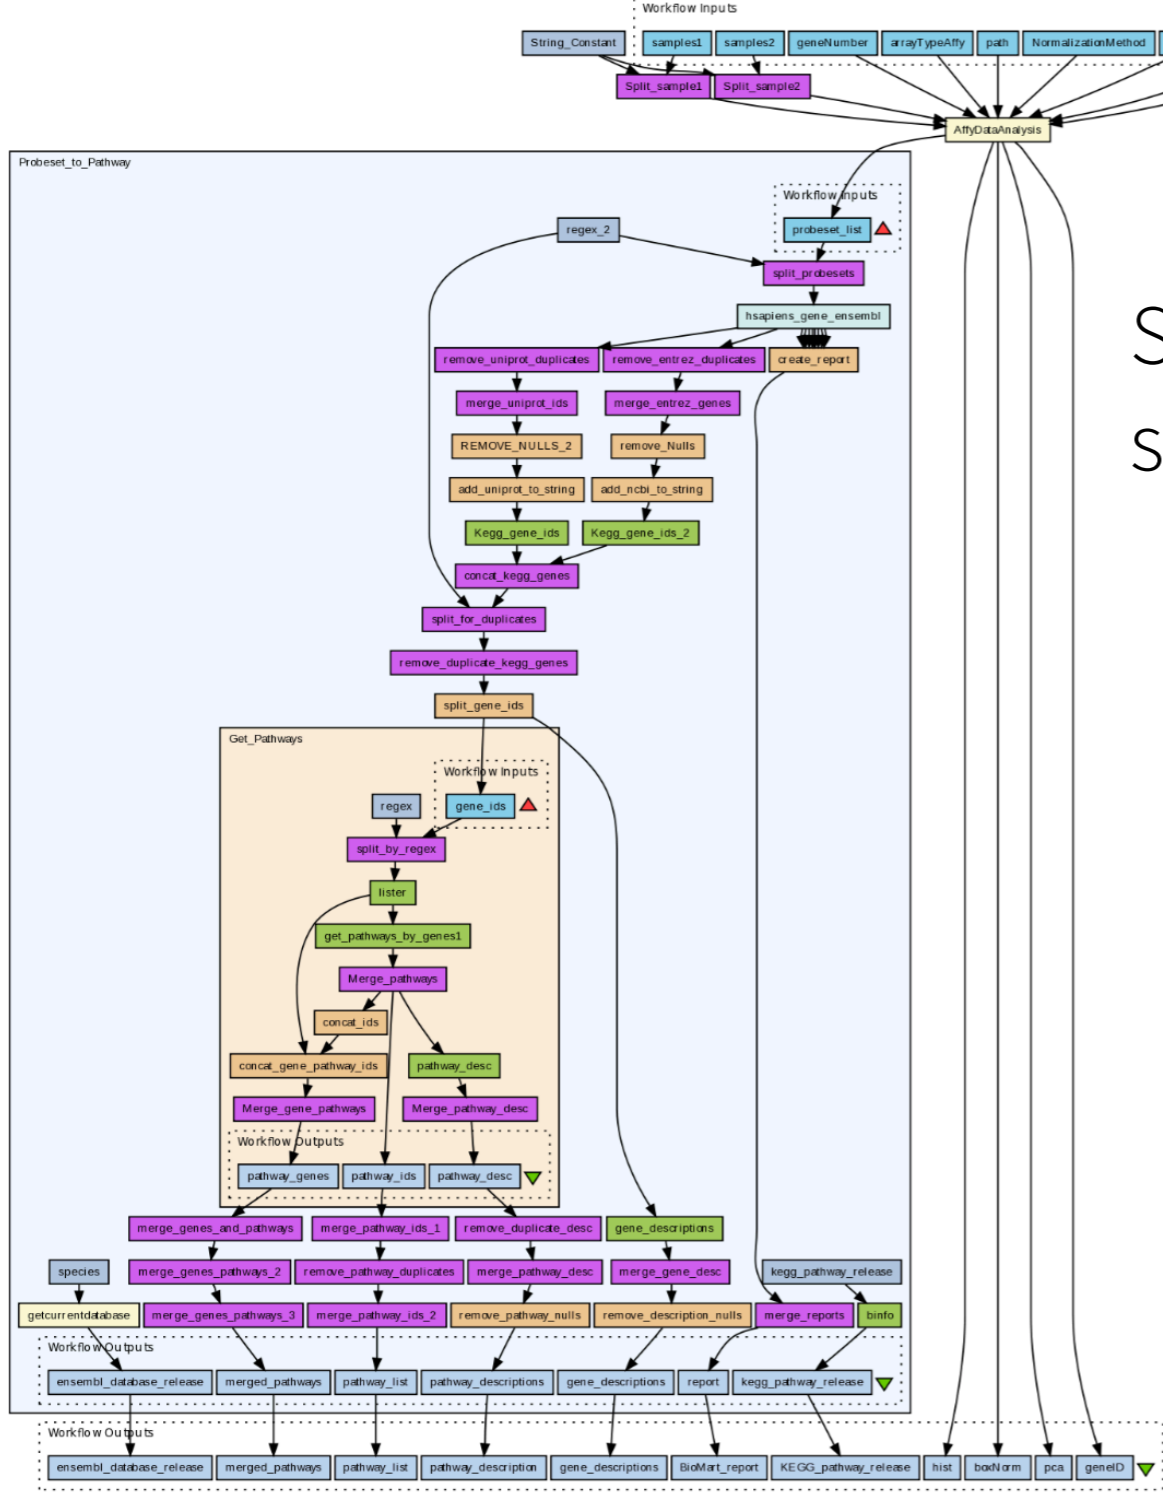 Workflow Inputs
String_Constant samples1 samples2 geneNumber arrayTypeAffy path NormalizationMethod
Split_sample1 Split_sample2
AffyDataAnalysis
Probeset_to_Pathway
Workflow Inputs
regex_2 probeset_list
split_probesets
hsapiens_gene_ensembl
remove_uniprot_duplicates remove_entrez_duplicates create_report
merge_uniprot_ids merge_entrez_genes
REMOVE_NULLS_2 remove_Nulls
add_uniprot_to_string add_ncbi_to_string
Kegg_gene_ids Kegg_gene_ids_2
concat_kegg_genes
split_for_duplicates
remove_duplicate_kegg_genes
split_gene_ids
Get_Pathways
Workflow Inputs
regex gene_ids
split_by_regex
lister
get_pathways_by_genes1
Merge_pathways
concat_ids
concat_gene_pathway_ids pathway_desc
Merge_gene_pathways Merge_pathway_desc
Workflow Outputs
pathway_genes pathway_ids pathway_desc
merge_genes_and_pathways merge_pathway_ids_1 remove_duplicate_desc gene_descriptions
species merge_genes_pathways_2 remove_pathway_duplicates merge_pathway_desc merge_gene_desc kegg_pathway_release
getcurrentdatabase merge_genes_pathways_3 merge_pathway_ids_2 remove_pathway_nulls remove_description_nulls merge_reports binfo
Workflow Outputs
ensembl_database_release merged_pathways pathway_list pathway_descriptions gene_descriptions report kegg_pathway_release
Workflow Outputs
ensembl_database_release merged_pathways pathway_list pathway_description gene_descriptions BioMart_report KEGG_pathway_release hist boxNorm pca geneID